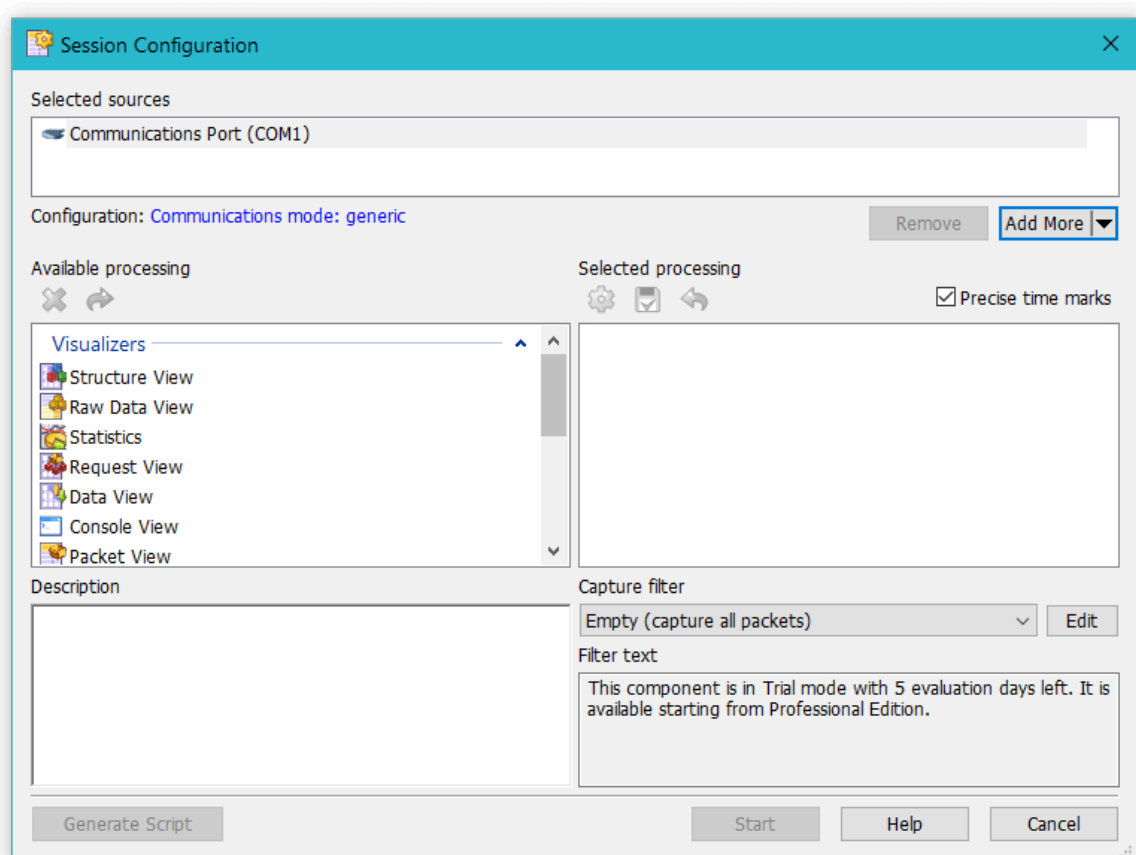 Session Configuration
Selected sources
Communications Port (COM1)
Configuration: Communications mode: generic
Remove
Add More
Available processing
Selected processing
Precise time marks
Visualizers
Structure View
Raw Data View
Statistics
Request View
Data View
Console View
Packet View
Description
Capture filter
Empty (capture all packets)
Edit
Filter text
This component is in Trial mode with 5 evaluation days left. It is
available starting from Professional Edition.
Generate Script
Start
Help
Cancel